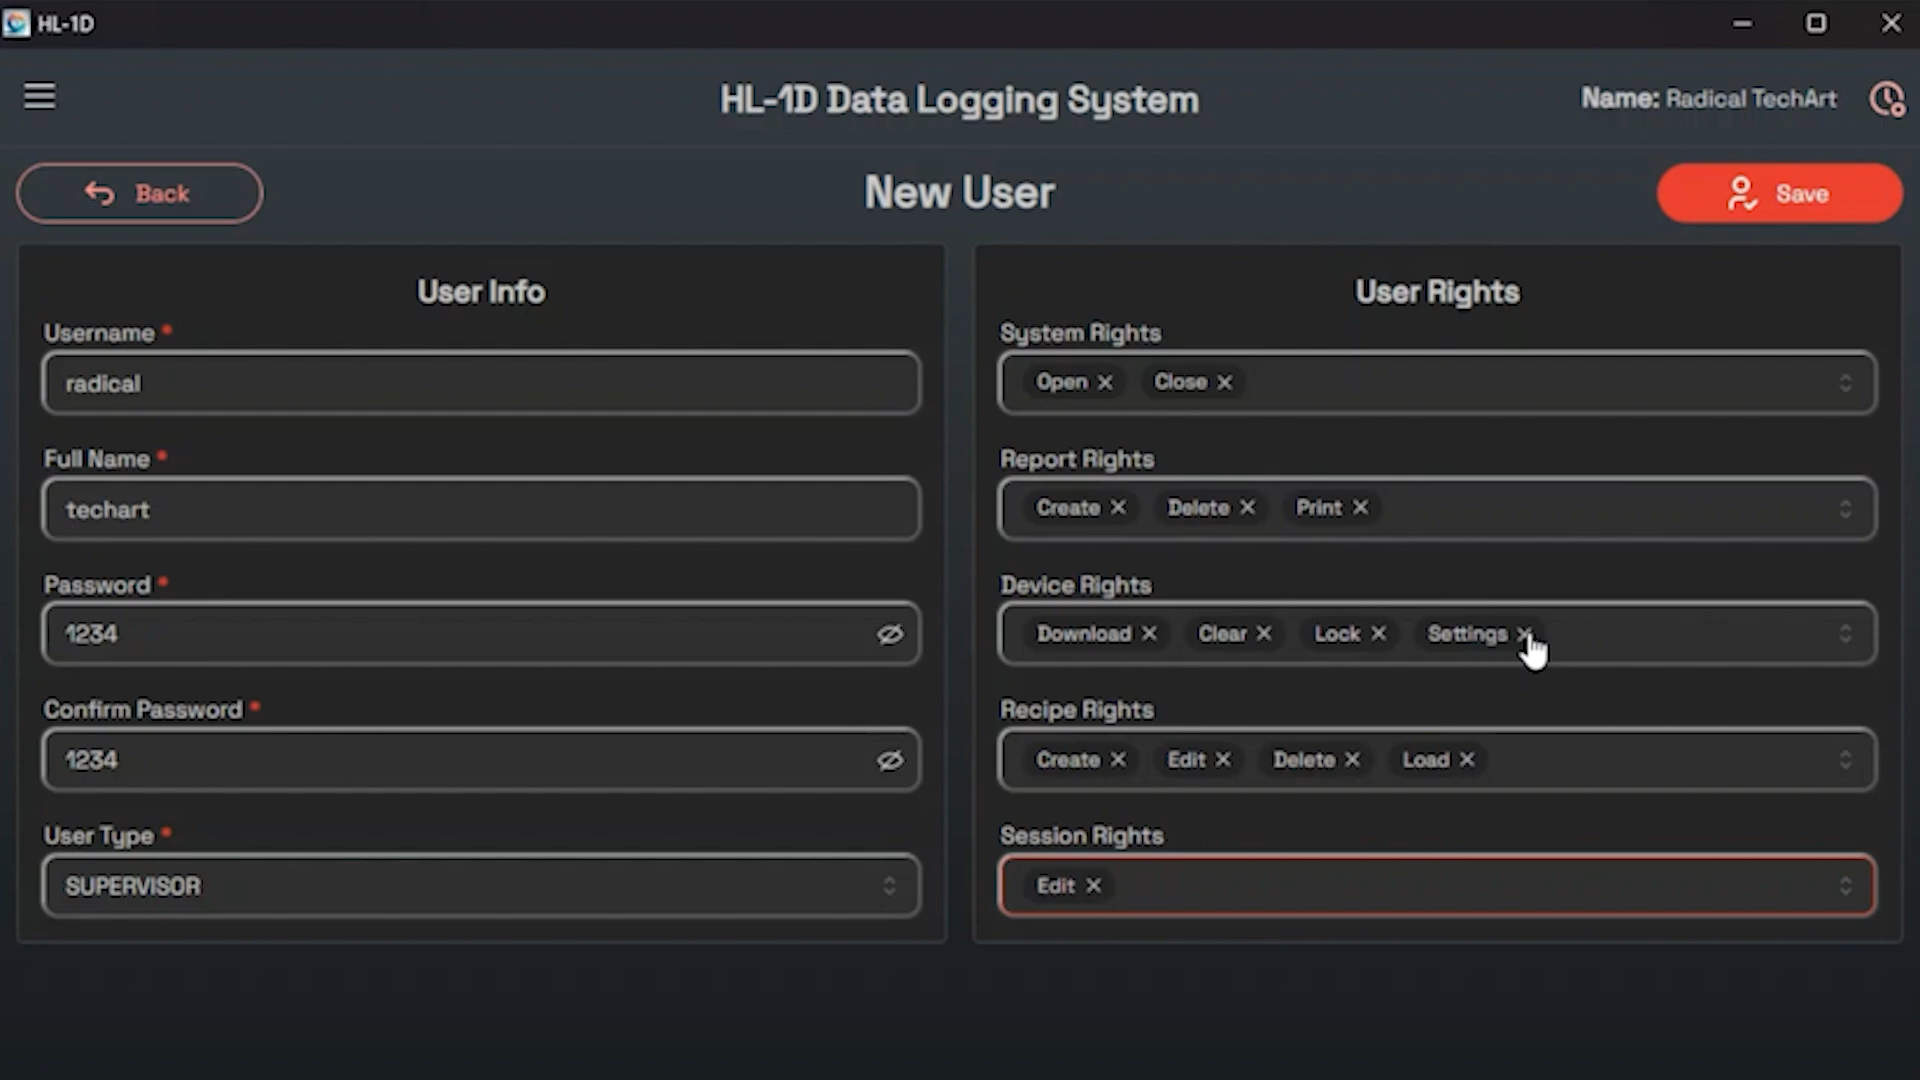 HL-1D
HL-1D Data Logging System
Name: Radical TechArt
Back
New User
Save
User Info
Username *
radical
Full Name *
techart
Password *
1234
Confirm Password *
1234
User Type *
SUPERVISOR
User Rights
System Rights
Open × Close ×
Report Rights
Create × Delete × Print ×
Device Rights
Download × Clear × Lock × Settings ×
Recipe Rights
Create × Edit × Delete × Load ×
Session Rights
Edit ×